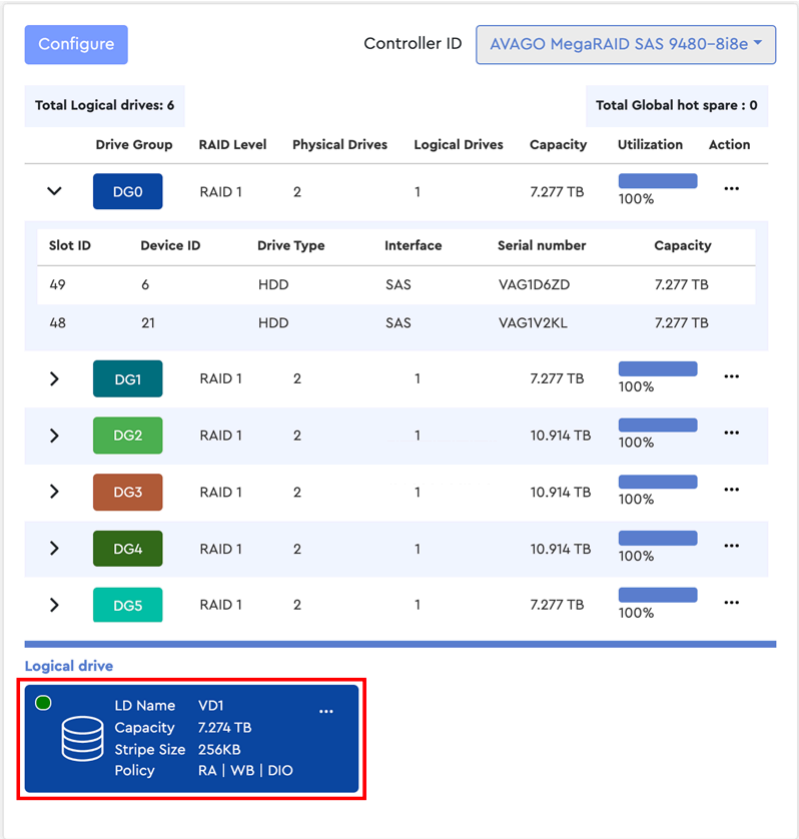 Configure
Controller ID
AVAGO MegaRAID SAS 9480-8i8e
Total Logical drives: 6
Total Global hot spare : 0
Drive Group RAID Level Physical Drives Logical Drives Capacity Utilization Action
DG0 RAID 1 2 1 7.277 TB 100% ...
Slot ID Device ID Drive Type Interface Serial number Capacity
49 6 HDD SAS VAG1D6ZD 7.277 TB
48 21 HDD SAS VAG1V2KL 7.277 TB
DG1 RAID 1 2 1 7.277 TB 100% ...
DG2 RAID 1 2 1 10.914 TB 100% ...
DG3 RAID 1 2 1 10.914 TB 100% ...
DG4 RAID 1 2 1 10.914 TB 100% ...
DG5 RAID 1 2 1 7.277 TB 100% ...
Logical drive
LD Name VD1 ...
Capacity 7.274 TB
Stripe Size 256KB
Policy RA | WB | DIO